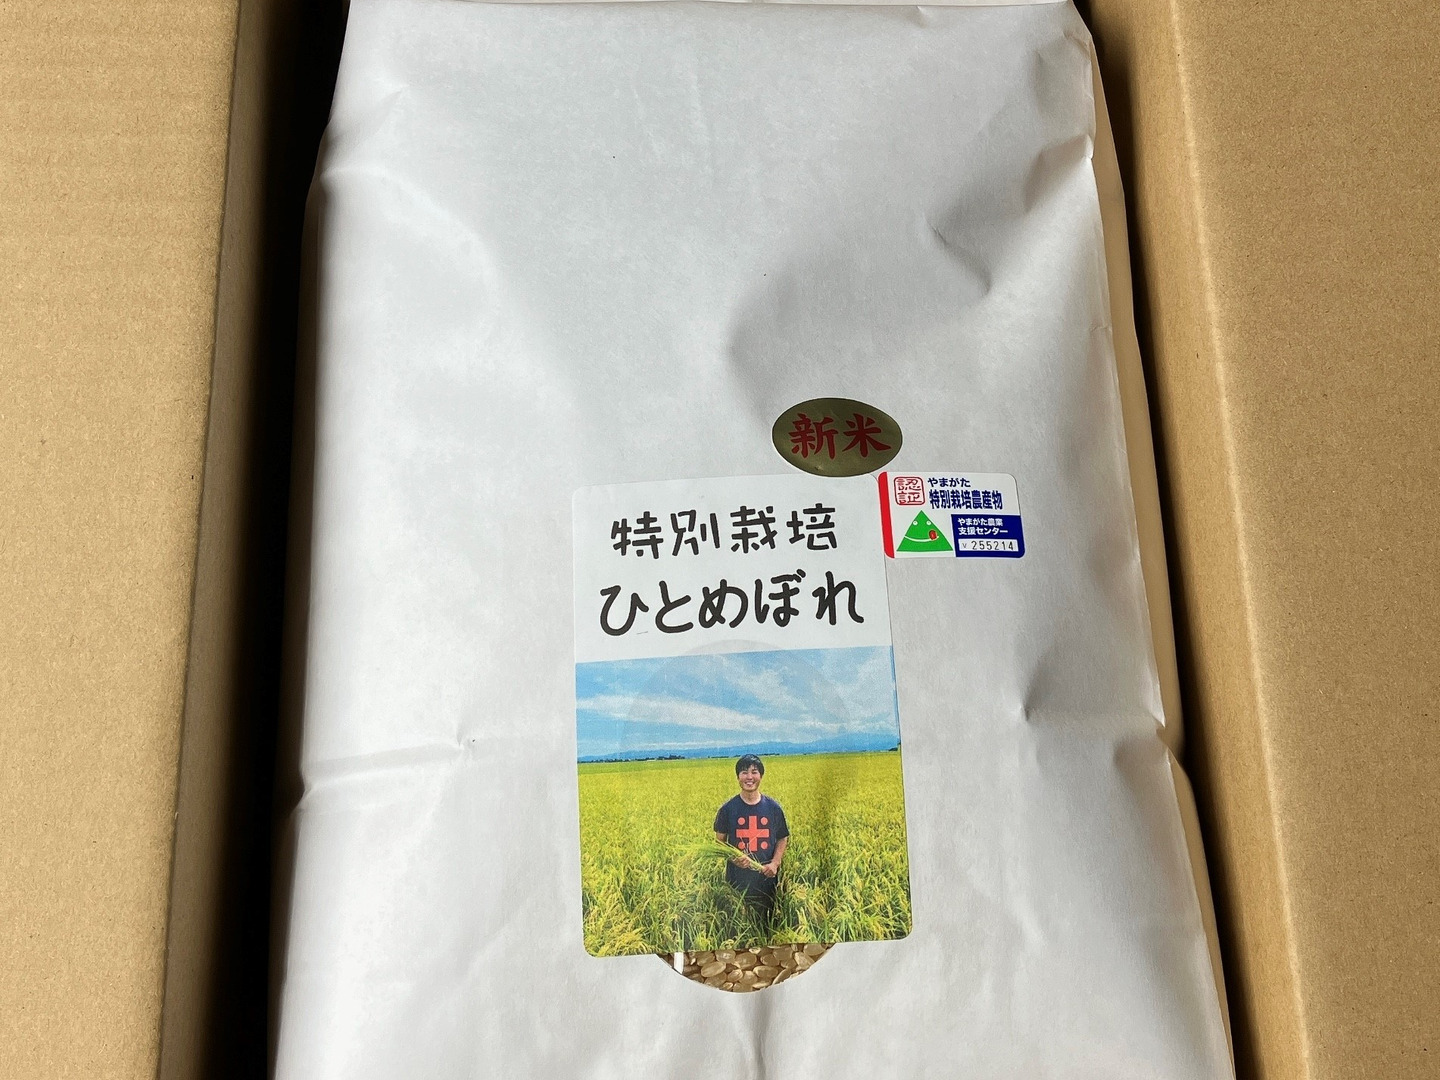 新米
認証
やまがた
特別栽培農産物
やまがた農業
支援センター
V 255214
特別栽培
ひとめぼれ
米